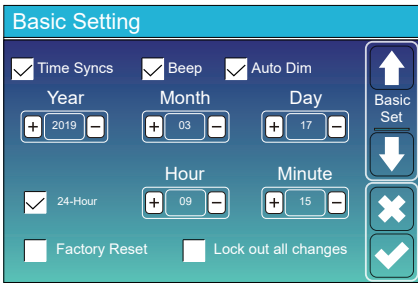 Basic Setting
Time Syncs Beep Auto Dim
Year Month Day
+ 2019 − + 03 − + 17 −
Basic
Set
Hour Minute
24-Hour + 09 − + 15 −
Factory Reset Lock out all changes